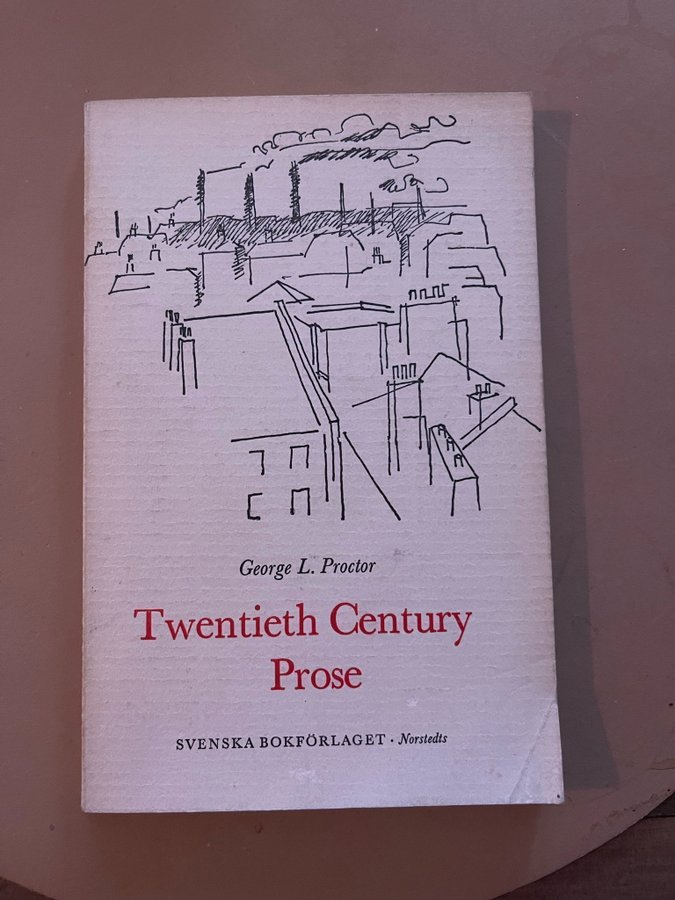 George L. Proctor
Twentieth Century
Prose
SVENSKA BOKFÖRLAGET · Norstedts